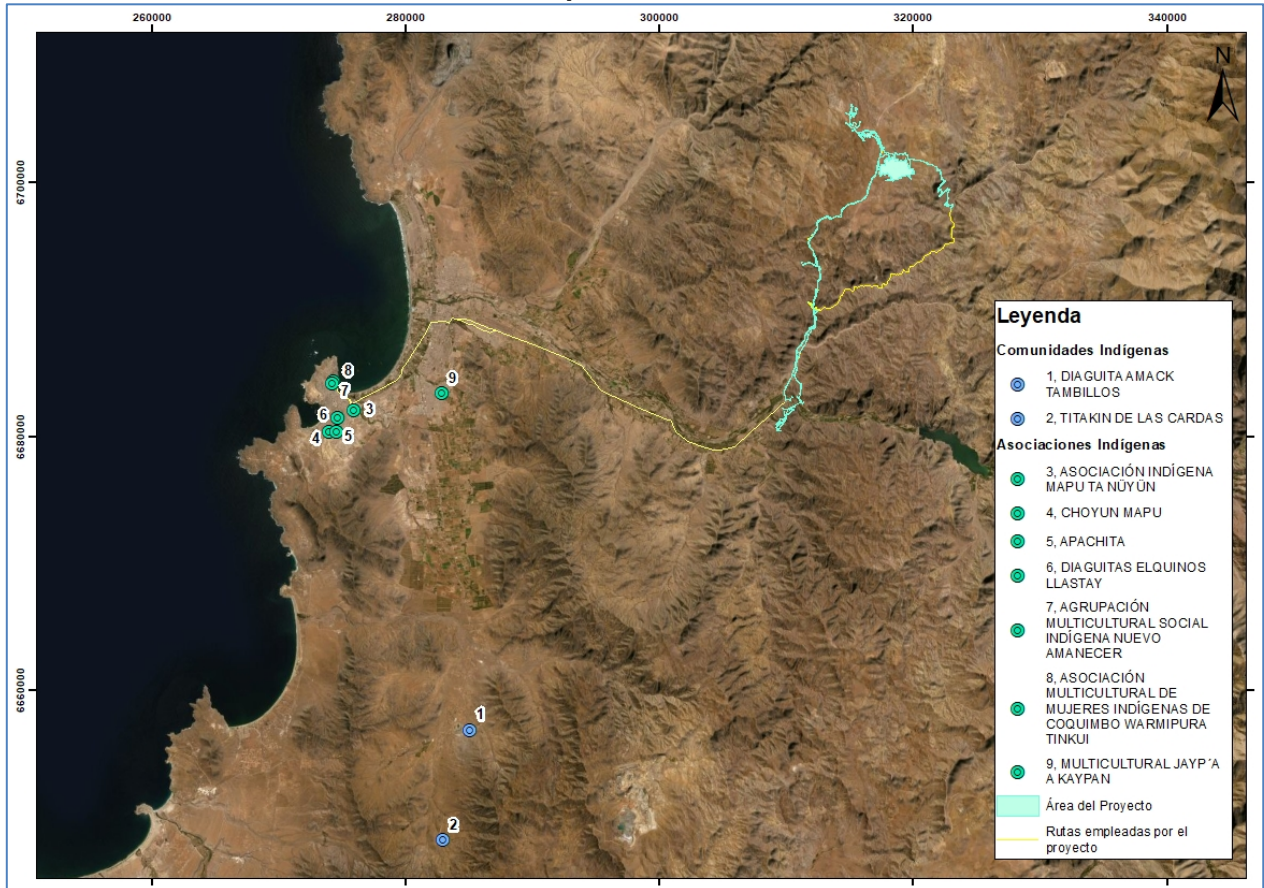 260000 280000 300000 320000 340000
N
6700000
6680000
6660000
8
7
9
6
3
4
5
1
2
Leyenda
Comunidades Indígenas
1, DIAGUITA AMACK
TAMBILLOS
2, TITAKIN DE LAS CARDAS
Asociaciones Indígenas
3, ASOCIACIÓN INDÍGENA
MAPU TA NÜYÜN
4, CHOYUN MAPU
5, APACHITA
6, DIAGUITAS ELQUINOS
LLASTAY
7, AGRUPACIÓN
MULTICULTURAL SOCIAL
INDÍGENA NUEVO
AMANECER
8, ASOCIACIÓN
MULTICULTURAL DE
MUJERES INDÍGENAS DE
COQUIMBO WARMIPURA
TINKUI
9, MULTICULTURAL JAYP´A
A KAYPAN
Área del Proyecto
Rutas empleadas por el
proyecto